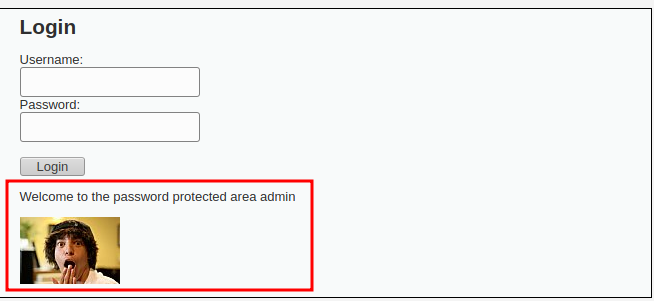 Login
Username:
Password:
Login
Welcome to the password protected area admin